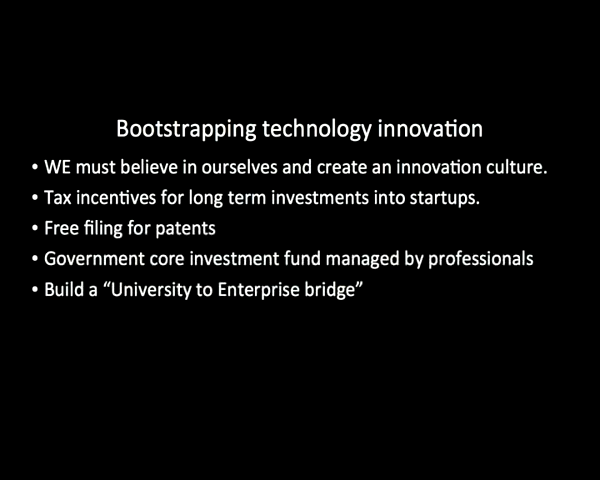 Bootstrapping technology innovation
• WE must believe in ourselves and create an innovation culture.
• Tax incentives for long term investments into startups.
• Free filing for patents
• Government core investment fund managed by professionals
• Build a “University to Enterprise bridge”